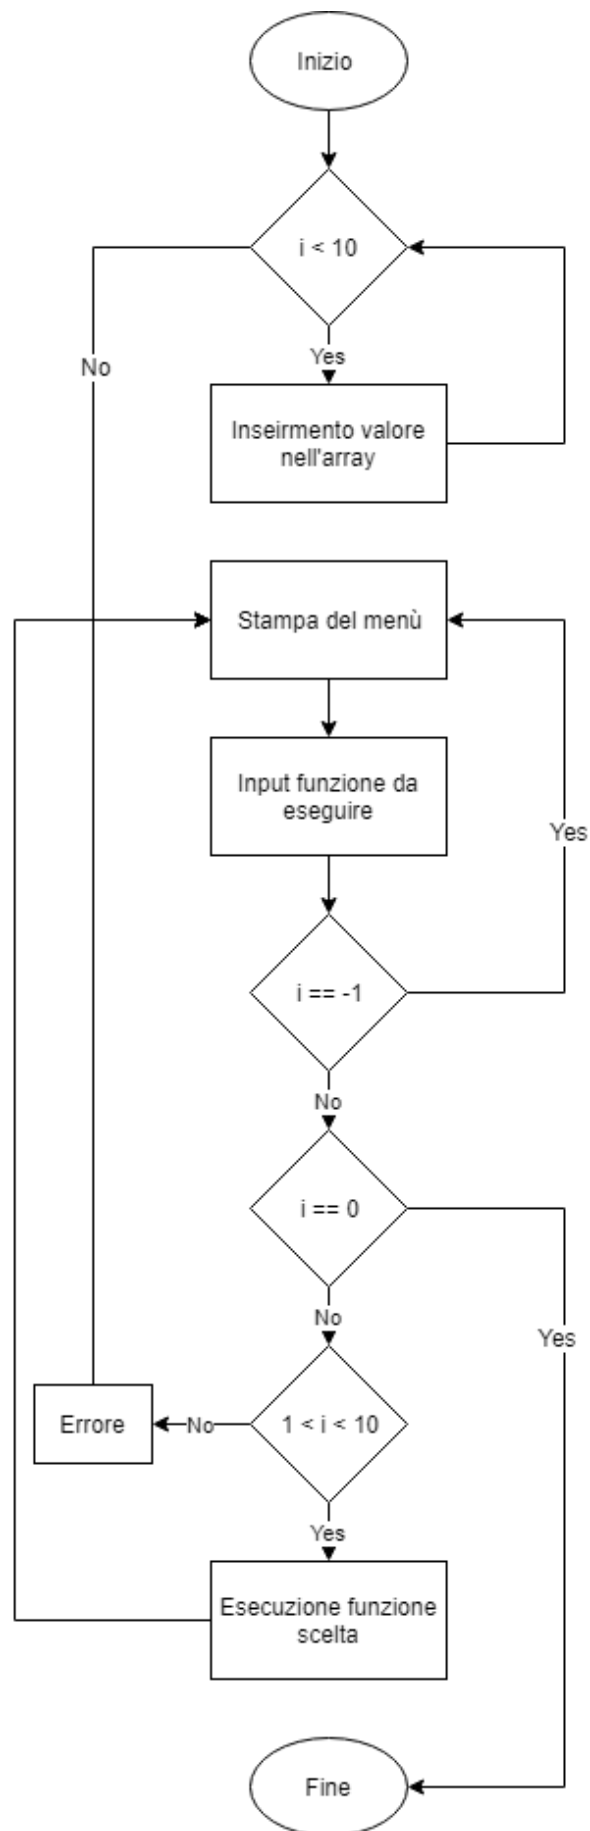 Inizio
i < 10
Yes
No
Inseirmento valore
nell'array
Stampa del menù
Input funzione da
eseguire
Yes
i == -1
No
i == 0
No
Yes
1 < i < 10
No
Errore
Yes
Esecuzione funzione
scelta
Fine